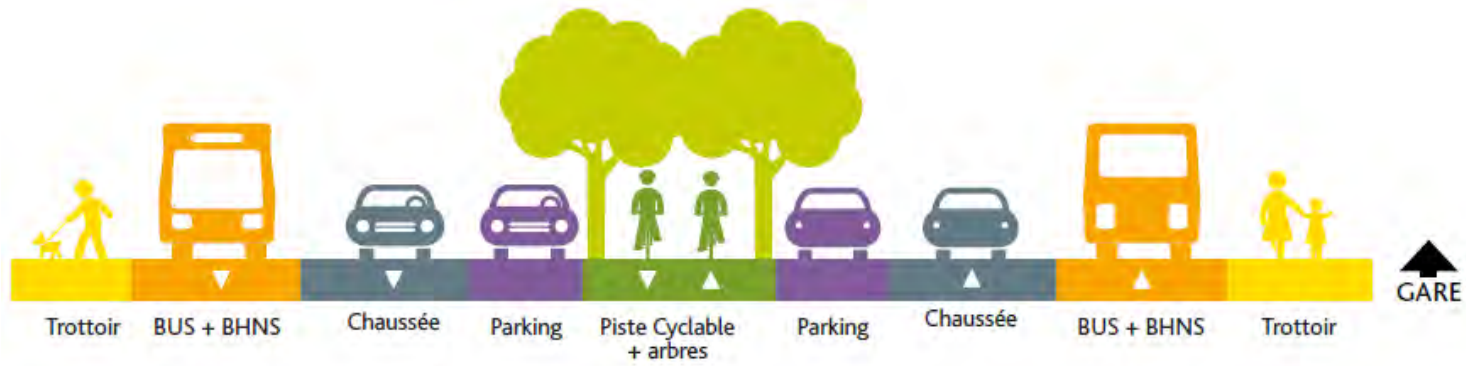 GARE
Trottoir
BUS + BHNS
Chaussée
Parking
Piste Cyclable
+ arbres
Parking
Chaussée
BUS + BHNS
Trottoir